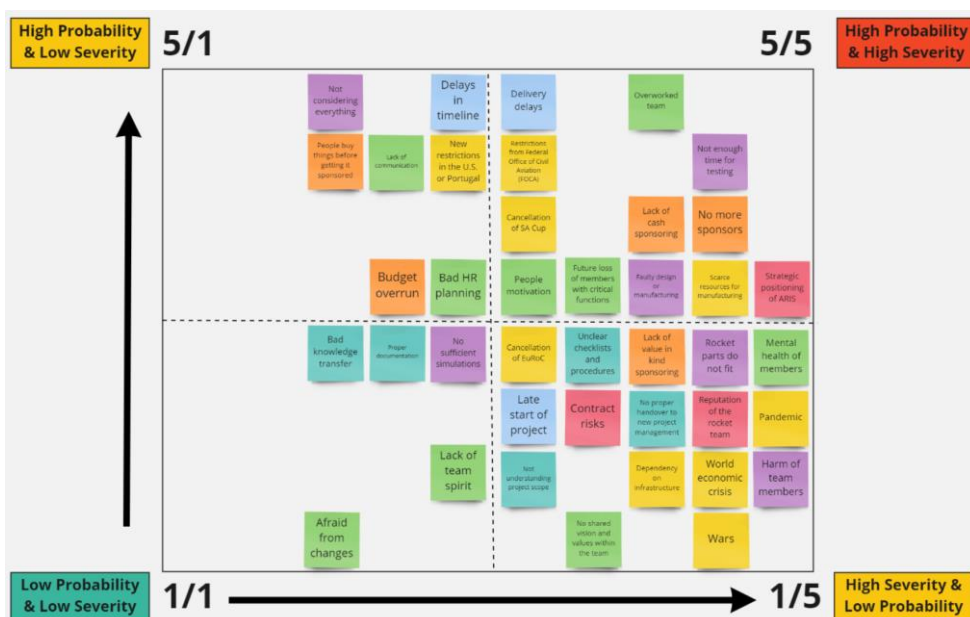 High Probability
& Low Severity
5/1
5/5
High Probability
& High Severity
Not
considering
everything
Delays
in
timeline
Delivery
delays
Overworked
team
People buy
things before
getting it
sponsored
Lack of
communication
New
restrictions
in the U.S.
or Portugal
Restrictions
from Federal
Office of Civil
Aviation
(FOCA)
Not enough
time for
testing
Cancellation
of SA Cup
Lack of
cash
sponsoring
No more
sponsors
Budget
overrun
Bad HR
planning
People
motivation
Future loss
of members
with critical
functions
Faulty design
or
manufacturing
Scarce
resources for
manufacturing
Strategic
positioning
of ARIS
Bad
knowledge
transfer
Proper
documentation
No
sufficient
simulations
Cancellation
of EuRoC
Unclear
checklists
and
procedures
Lack of
value in
kind
sponsoring
Rocket
parts do
not fit
Mental
health of
members
Late
start of
project
Contract
risks
No proper
handover to
new project
management
Reputation
of the
rocket
team
Pandemic
Lack of
team
spirit
Not
understanding
project scope
Dependency
on
infrastructure
World
economic
crisis
Harm of
team
members
Afraid
from
changes
No shared
vision and
values within
the team
Wars
Low Probability
& Low Severity
1/1
1/5
High Severity &
Low Probability